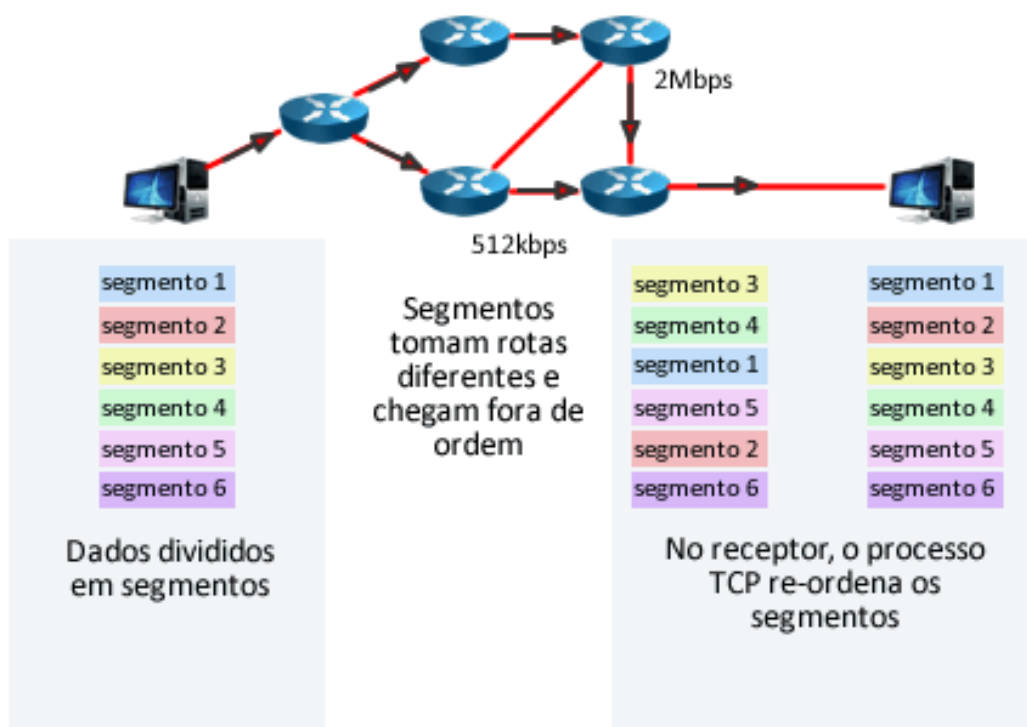 2Mbps
512kbps
segmento 1
segmento 2
segmento 3
segmento 4
segmento 5
segmento 6
Dados divididos
em segmentos
Segmentos
tomam rotas
diferentes e
chegam fora de
ordem
segmento 3
segmento 4
segmento 1
segmento 5
segmento 2
segmento 6
segmento 1
segmento 2
segmento 3
segmento 4
segmento 5
segmento 6
No receptor, o processo
TCP re-ordena os
segmentos